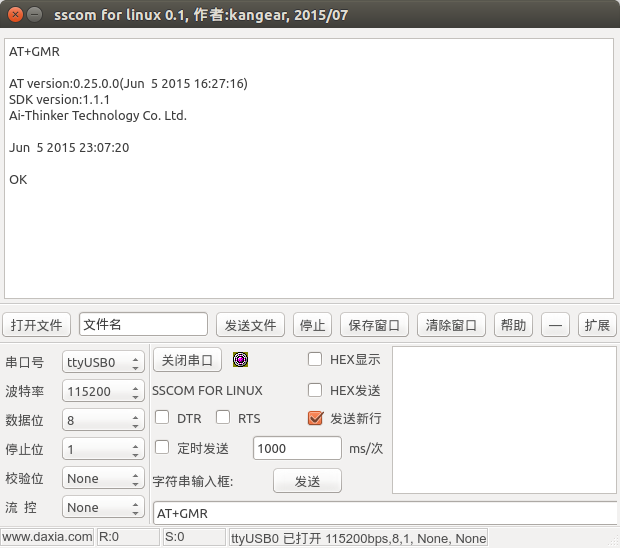 sscom for linux 0.1, 作者:kangear, 2015/07
AT+GMR
AT version:0.25.0.0(Jun  5 2015 16:27:16)
SDK version:1.1.1
Ai-Thinker Technology Co. Ltd.
Jun  5 2015 23:07:20
OK
打开文件 文件名 发送文件 停止 保存窗口 清除窗口 帮助 — 扩展
串口号 ttyUSB0 关闭串口 HEX显示
波特率 115200 SSCOM FOR LINUX HEX发送
数据位 8 DTR RTS 发送新行
停止位 1 定时发送 1000 ms/次
校验位 None 字符串输入框: 发送
流 控 None AT+GMR
www.daxia.com R:0 S:0 ttyUSB0 已打开 115200bps,8,1, None, None